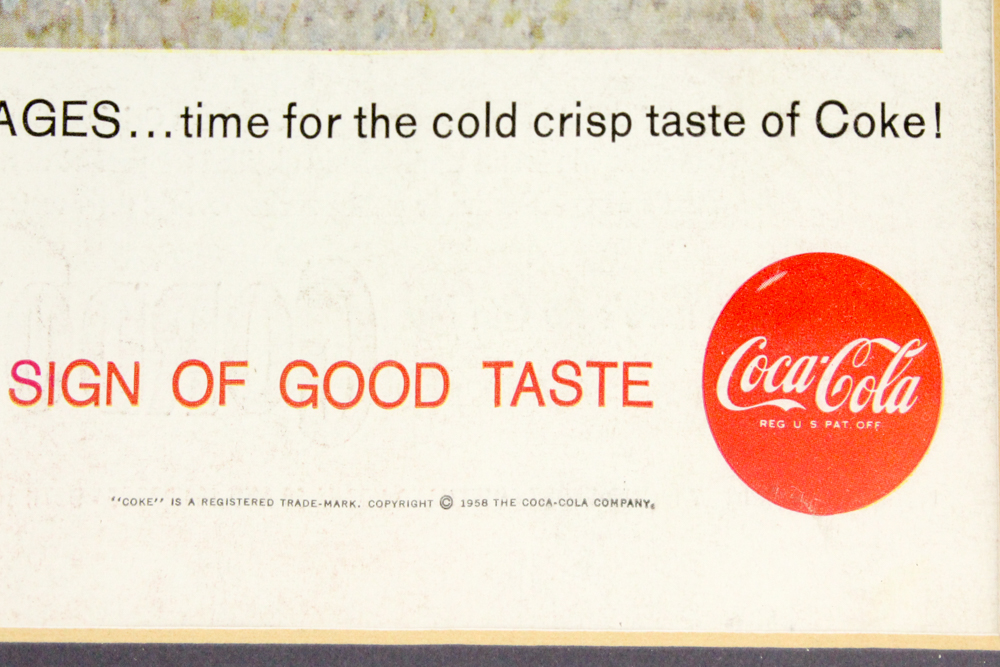 AGES...time for the cold crisp taste of Coke!
SIGN OF GOOD TASTE
Coca-Cola
REG U S PAT OFF
"COKE" IS A REGISTERED TRADE-MARK. COPYRIGHT © 1958 THE COCA-COLA COMPANY.